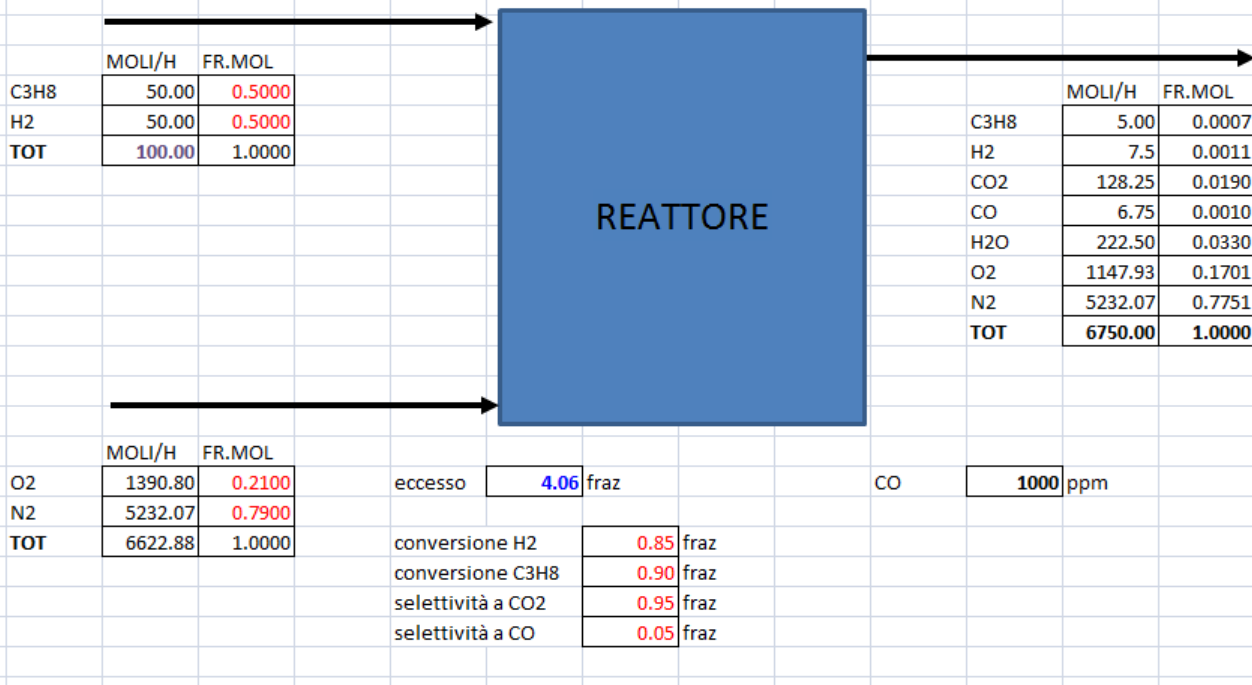 MOLI/H FR.MOL
C3H8 50.00 0.5000
H2 50.00 0.5000
TOT 100.00 1.0000
REATTORE
MOLI/H FR.MOL
C3H8 5.00 0.0007
H2 7.5 0.0011
CO2 128.25 0.0190
CO 6.75 0.0010
H2O 222.50 0.0330
O2 1147.93 0.1701
N2 5232.07 0.7751
TOT 6750.00 1.0000
MOLI/H FR.MOL
O2 1390.80 0.2100
N2 5232.07 0.7900
TOT 6622.88 1.0000
eccesso 4.06 fraz
CO 1000 ppm
conversione H2 0.85 fraz
conversione C3H8 0.90 fraz
selettività a CO2 0.95 fraz
selettività a CO 0.05 fraz